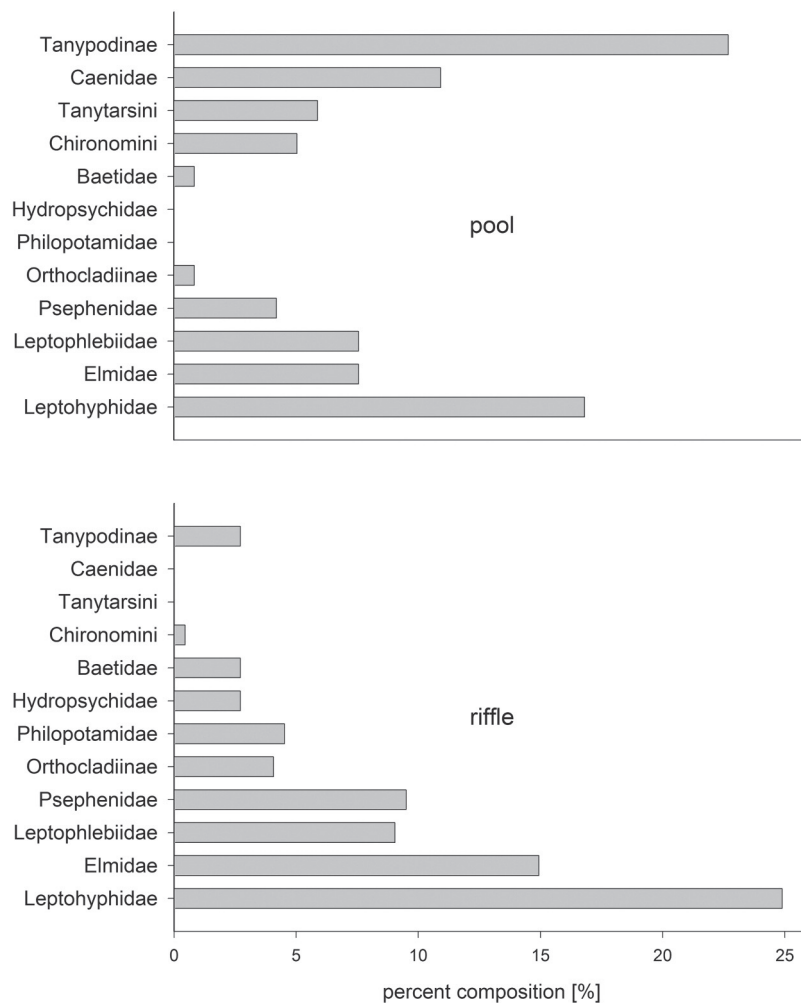 Tanypodinae
Caenidae
Tanytarsini
Chironomini
Baetidae
Hydropsychidae
pool
Philopotamidae
Orthocladiinae
Psephenidae
Leptophlebiidae
Elmidae
Leptohyphidae
Tanypodinae
Caenidae
Tanytarsini
Chironomini
Baetidae
Hydropsychidae
riffle
Philopotamidae
Orthocladiinae
Psephenidae
Leptophlebiidae
Elmidae
Leptohyphidae
0 5 10 15 20 25
percent composition [%]